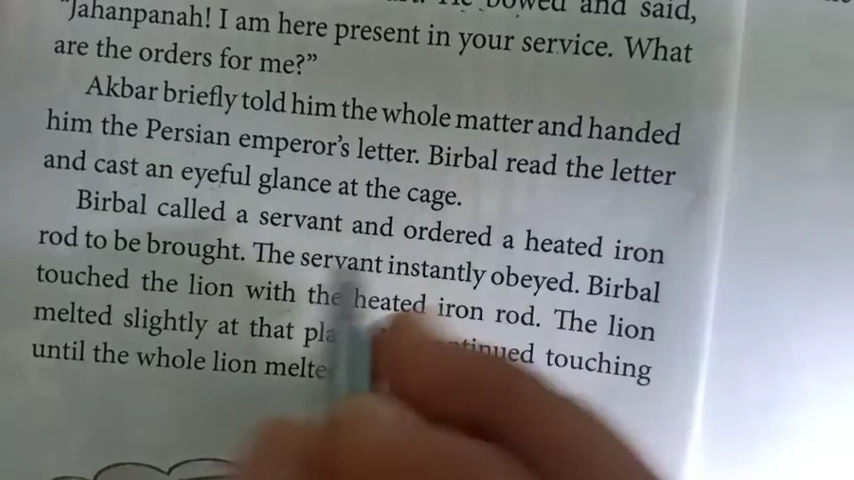 bowed and said,
"Jahanpanah! I am here present in your service. What
are the orders for me?"
Akbar briefly told him the whole matter and handed
him the Persian emperor's letter. Birbal read the letter
and cast an eyeful glance at the cage.
Birbal called a servant and ordered a heated iron
rod to be brought. The servant instantly obeyed. Birbal
touched the lion with the heated iron rod. The lion
melted slightly at that touching
until the whole lion